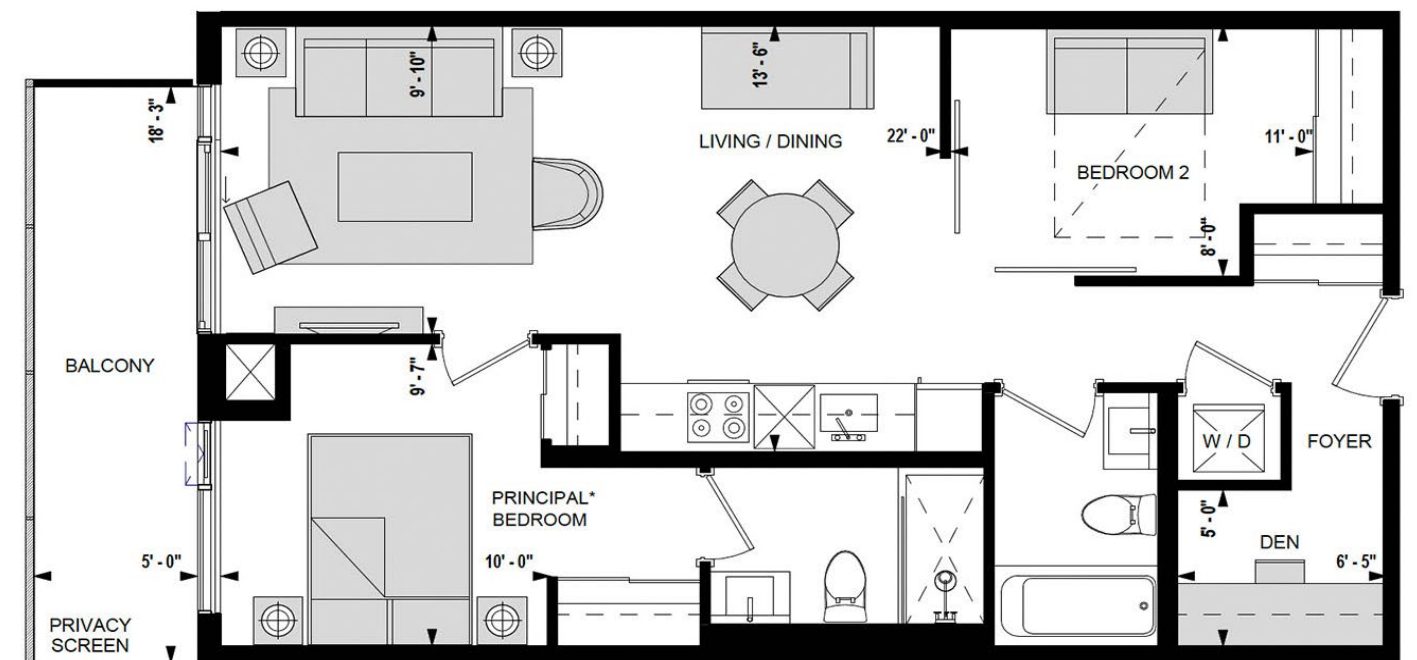 18' - 3"
9' - 10"
13' - 6"
LIVING / DINING
22' - 0"
11' - 0"
BEDROOM 2
8' - 0"
BALCONY
9' - 7"
W / D
FOYER
PRINCIPAL*
BEDROOM
5' - 0"
DEN
5' - 0"
10' - 0"
6' - 5"
PRIVACY
SCREEN